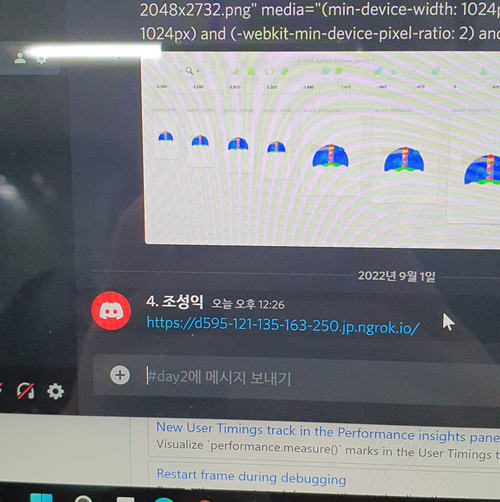 2048x2732.png" media="(min-device-width: 1024p
1024px) and (-webkit-min-device-pixel-ratio: 2) and
2022년 9월 1일
4. 조성익 오늘 오후 12:26
https://d595-121-135-163-250.jp.ngrok.io/
#day2에 메시지 보내기
New User Timings track in the Performance insights pane
Visualize `performance.measure()` marks in the User Timings t
Restart frame during debugging